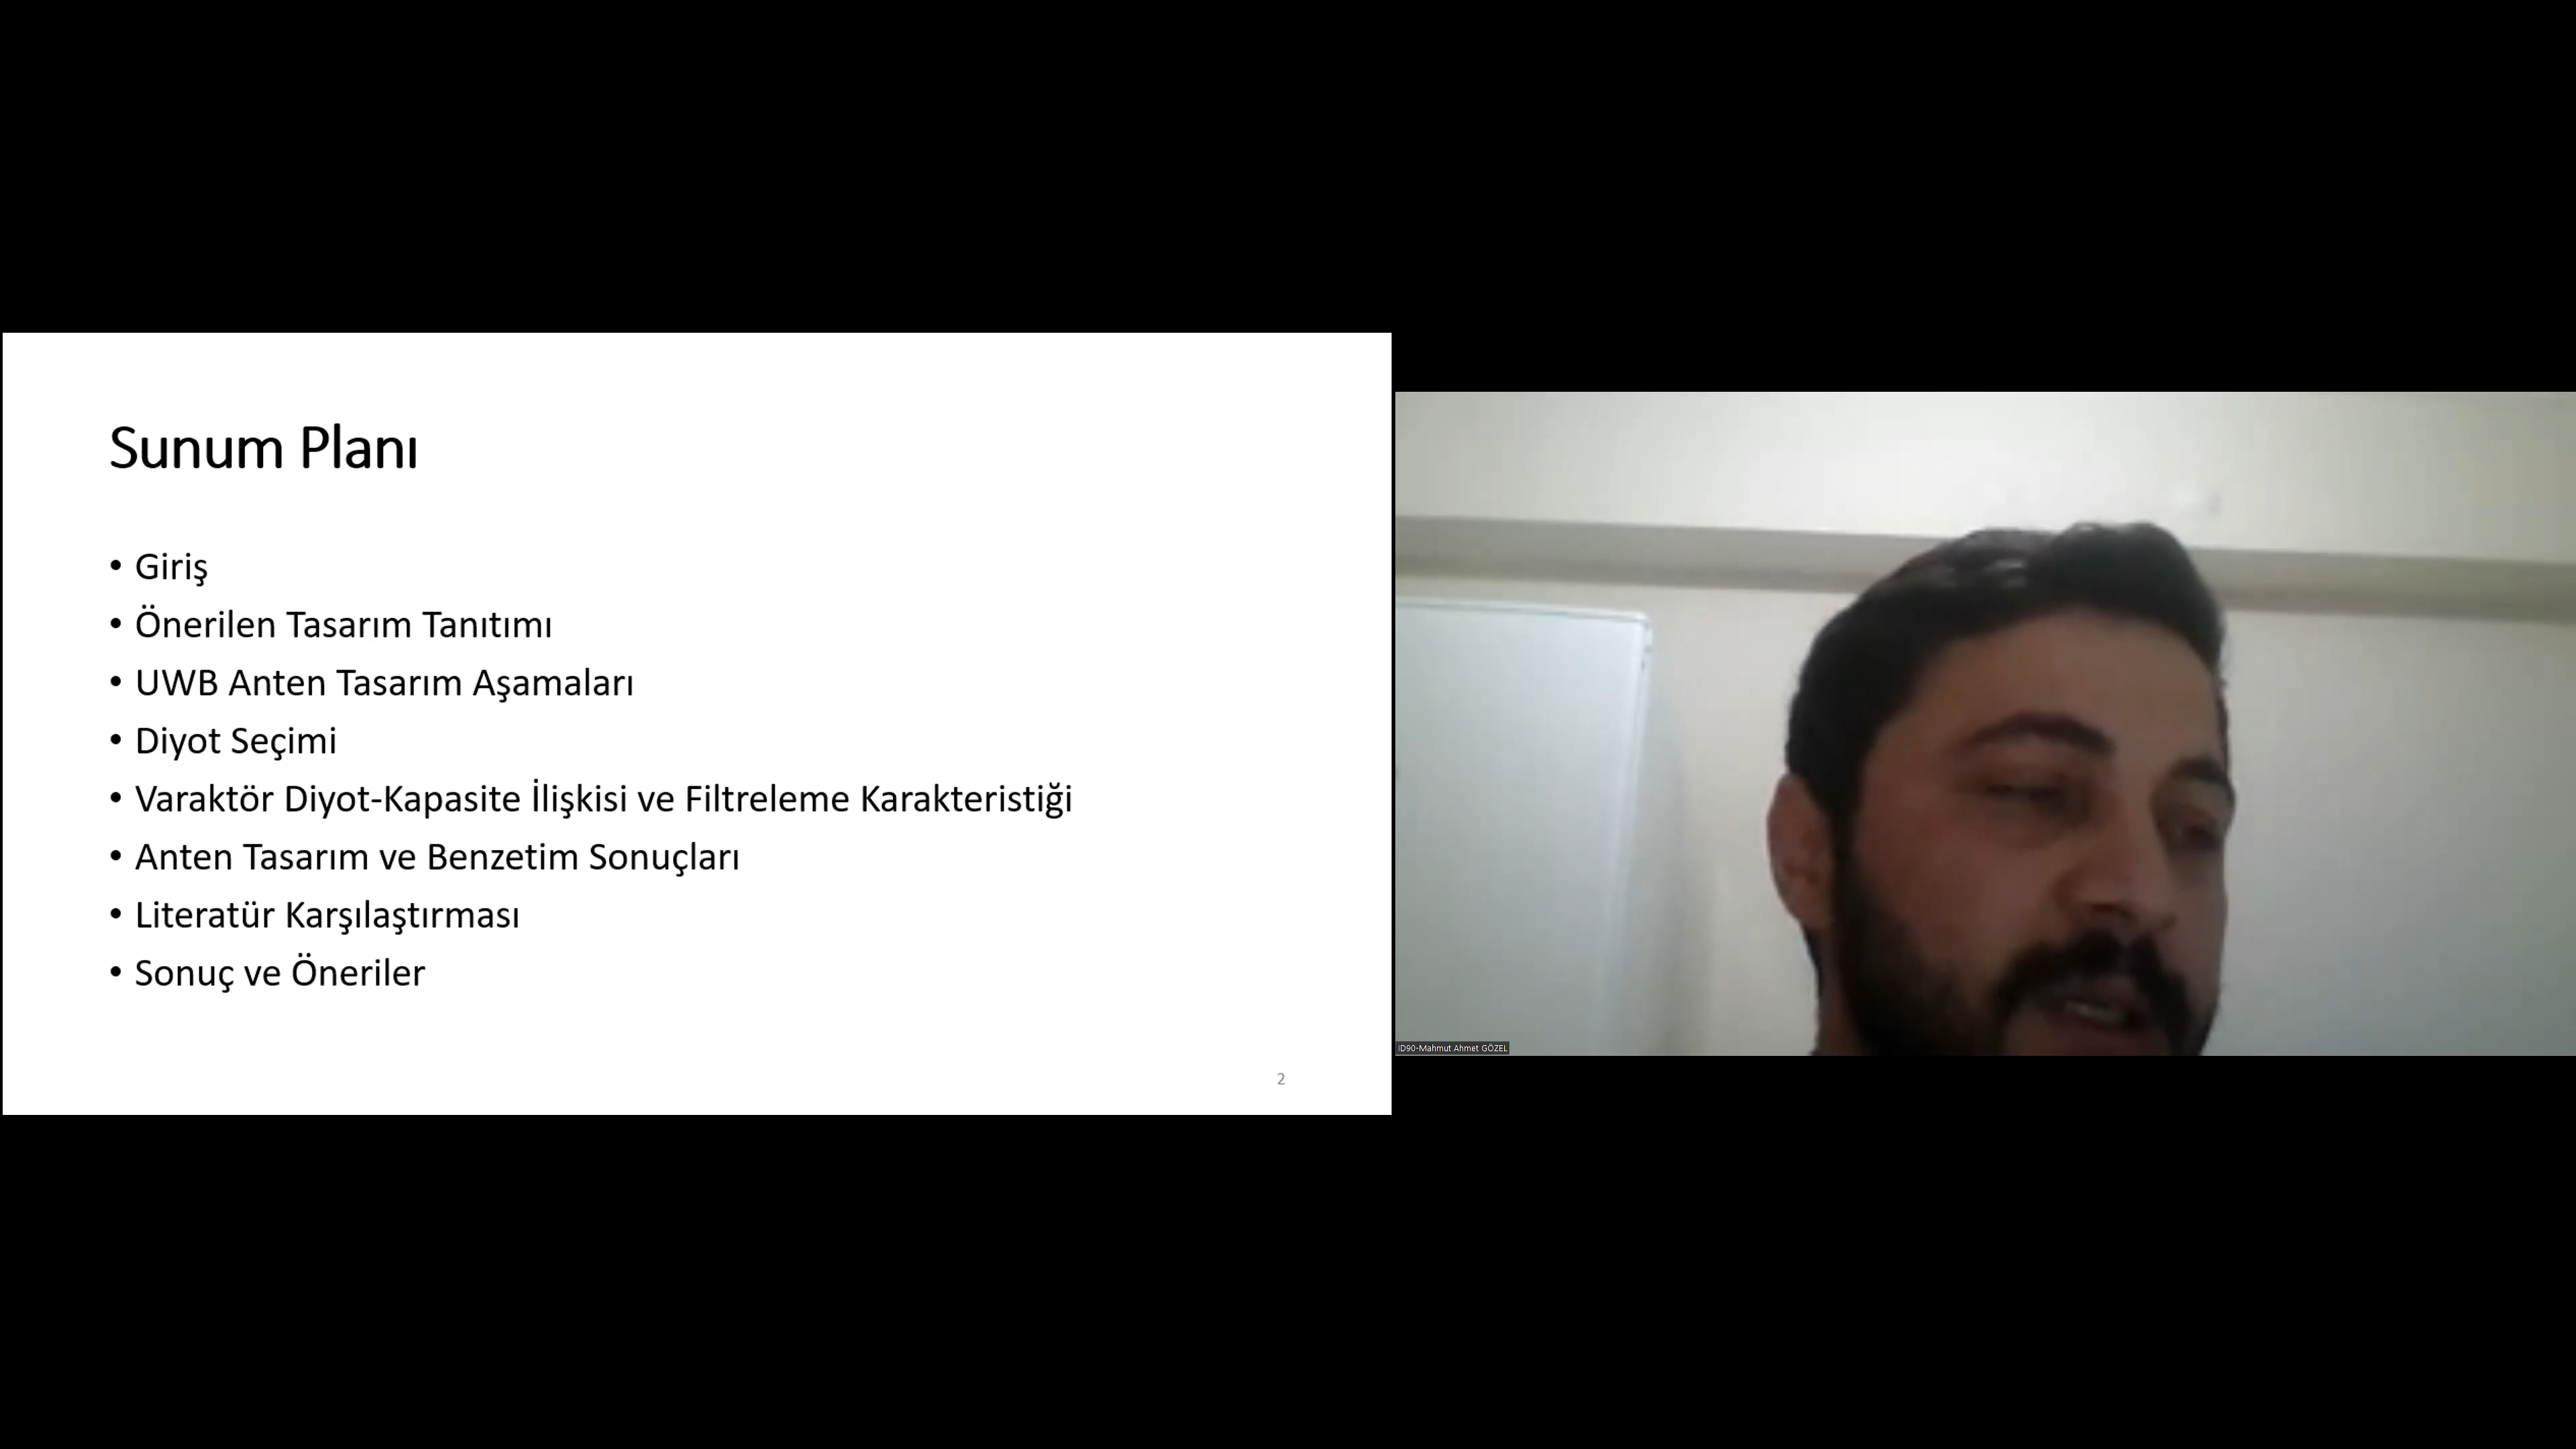 Sunum Planı
• Giriş
• Önerilen Tasarım Tanıtımı
• UWB Anten Tasarım Aşamaları
• Diyot Seçimi
• Varaktör Diyot-Kapasite İlişkisi ve Filtreleme Karakteristiği
• Anten Tasarım ve Benzetim Sonuçları
• Literatür Karşılaştırması
• Sonuç ve Öneriler
2
ID90-Mahmut Ahmet GÖZEL